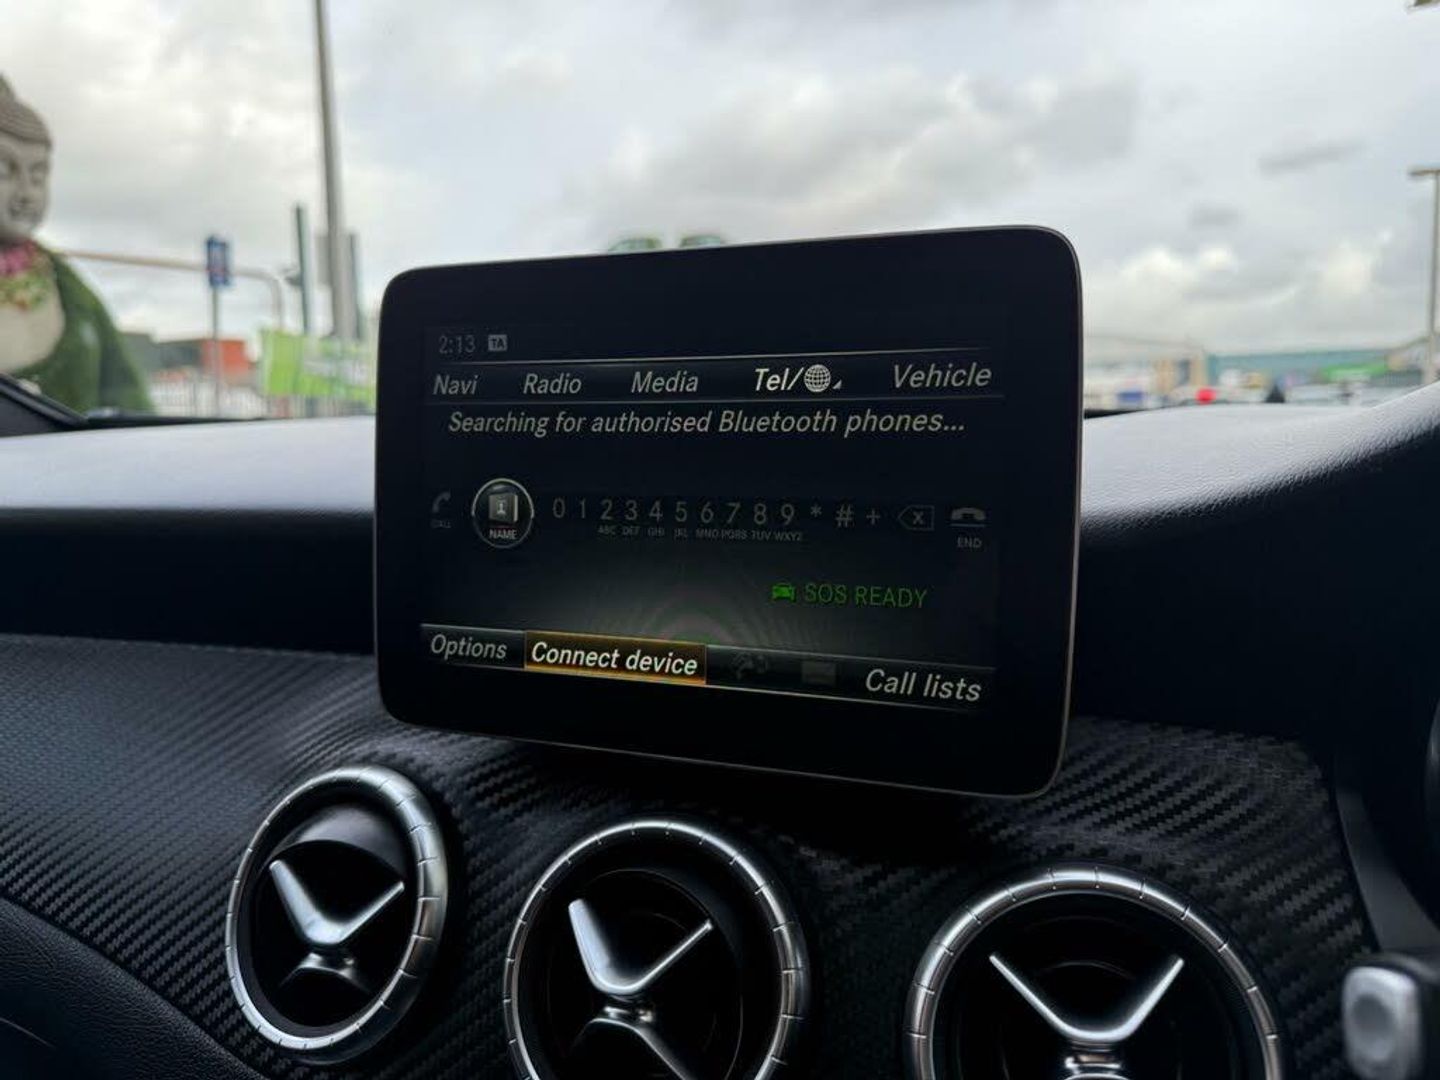 2:13 TA
Navi Radio Media Tel/ Vehicle
Searching for authorised Bluetooth phones...
CALL NAME 0 1 2 3 4 5 6 7 8 9 * # + X END
ABC DEF GHI JKL MNO PQRS TUV WXYZ
SOS READY
Options Connect device Call lists